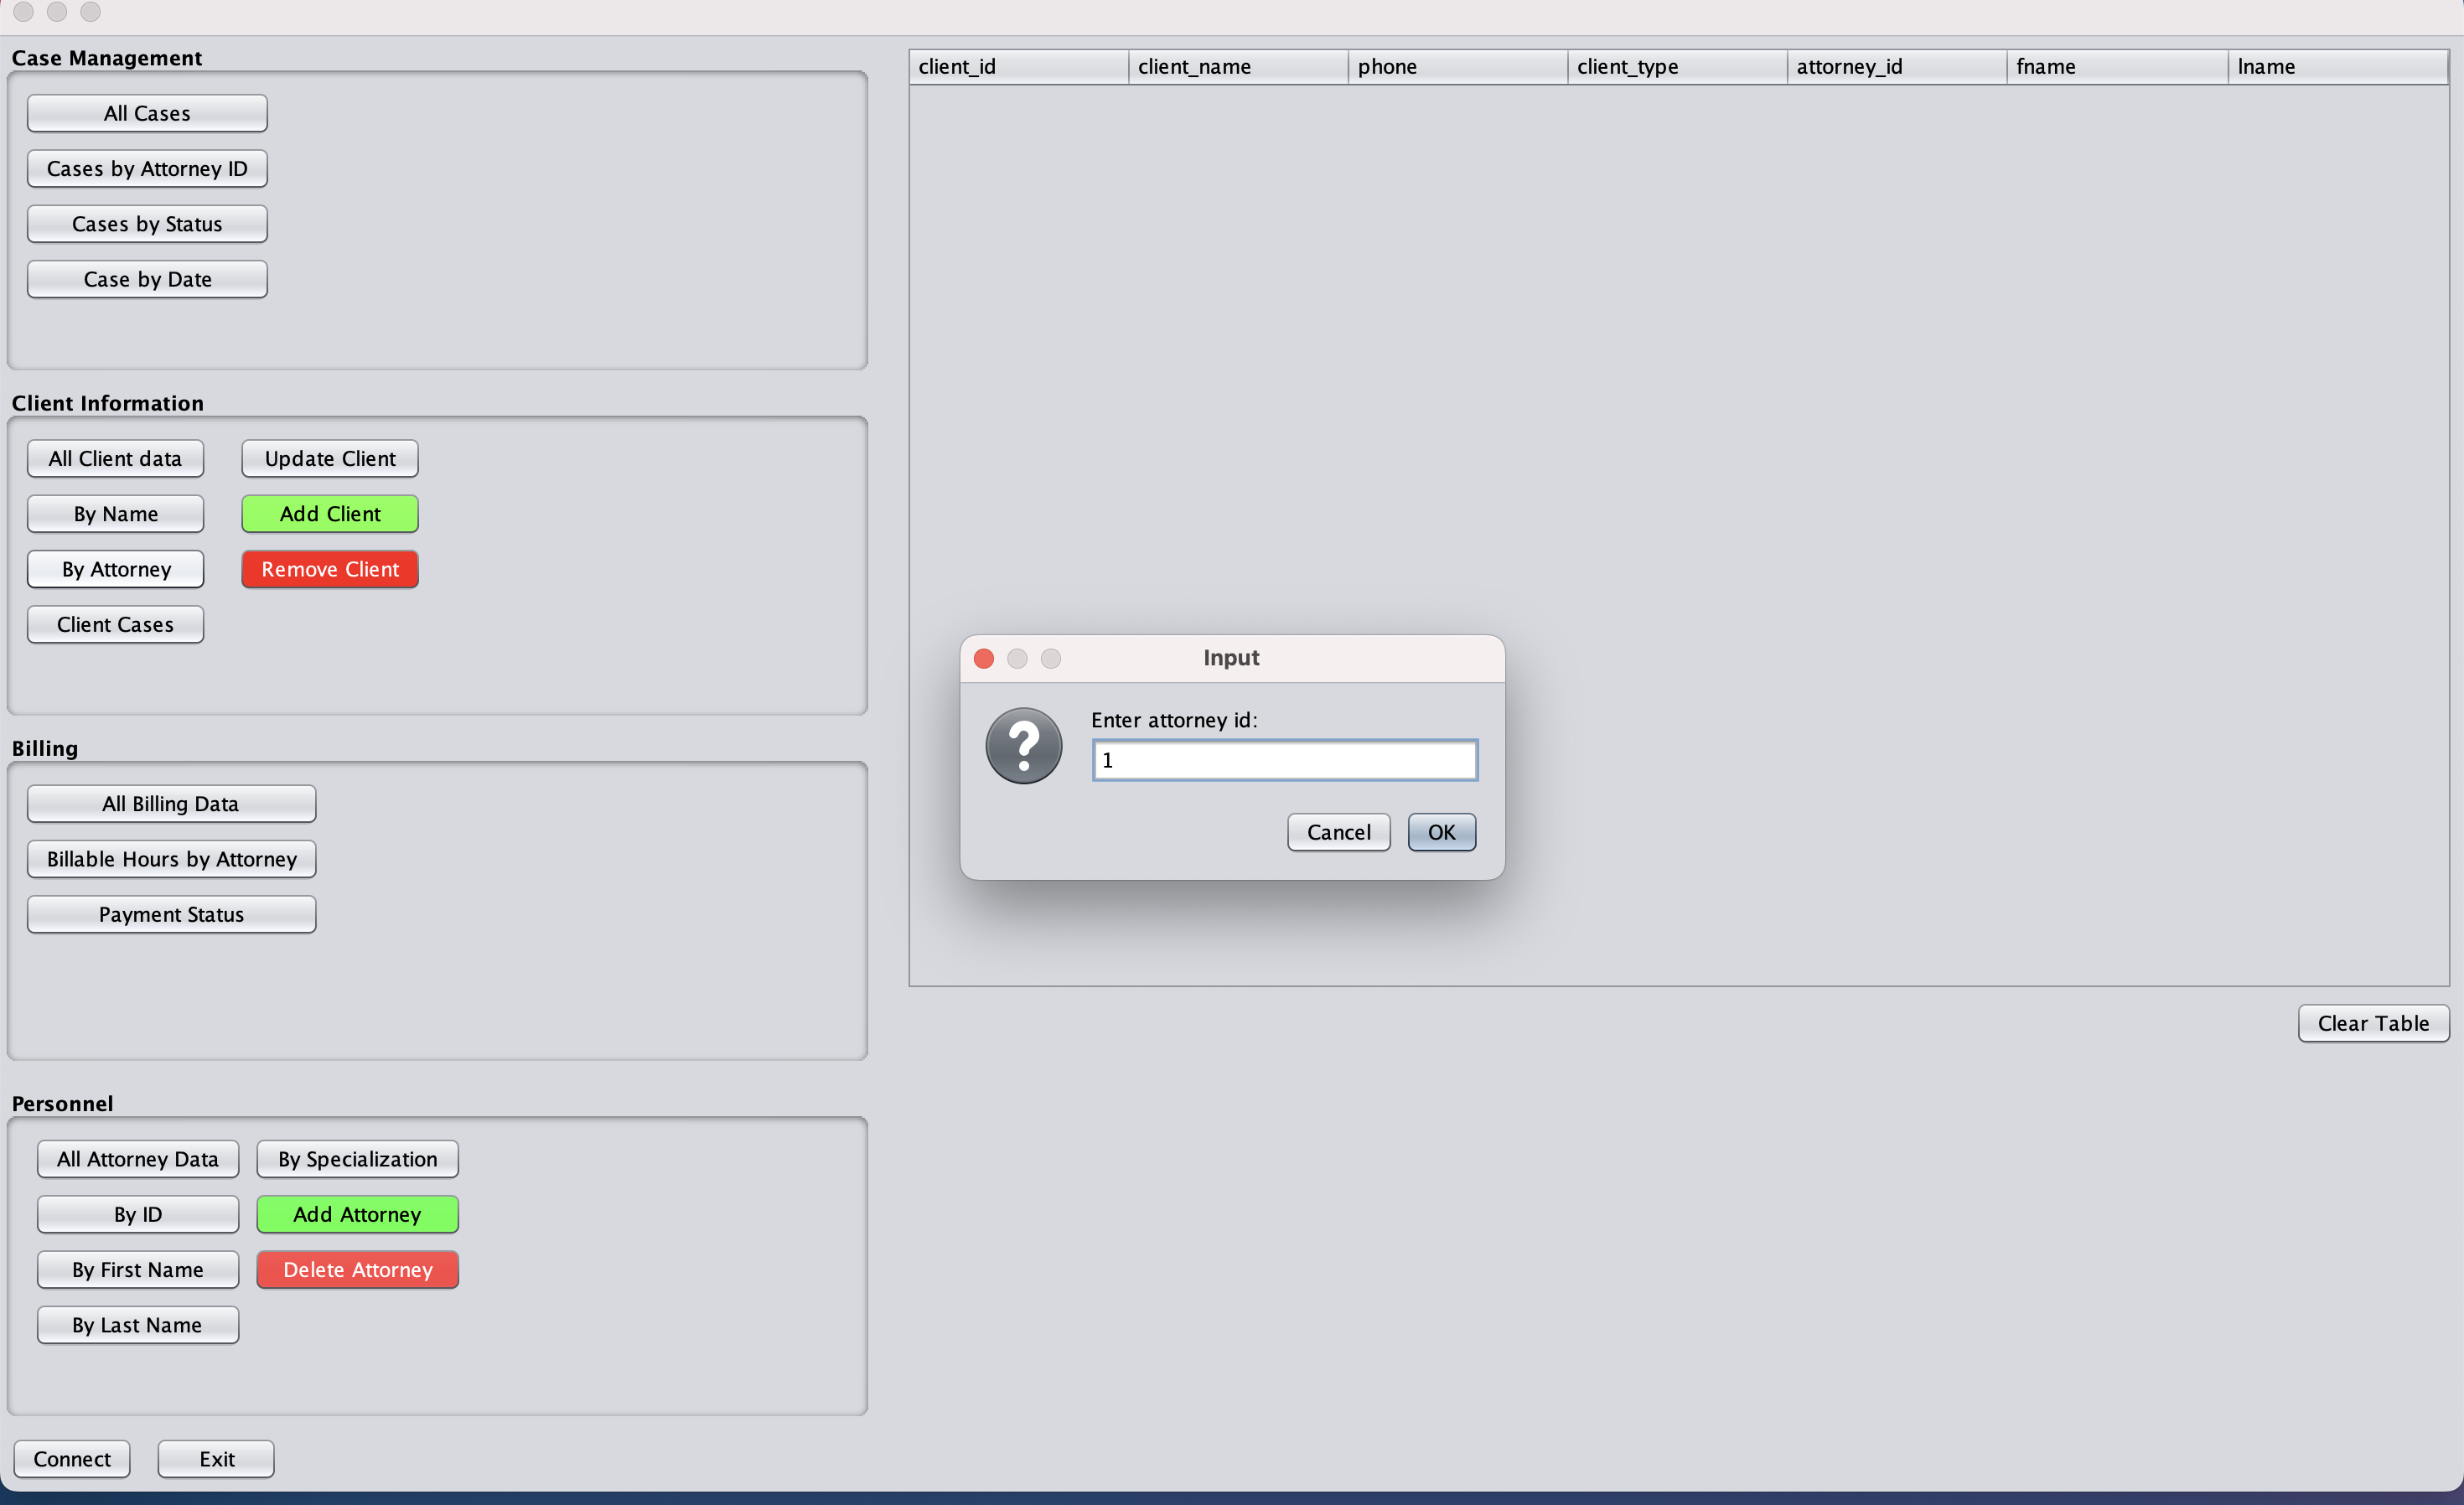 Case Management
All Cases
Cases by Attorney ID
Cases by Status
Case by Date
Client Information
All Client data
Update Client
By Name
Add Client
By Attorney
Remove Client
Client Cases
Billing
All Billing Data
Billable Hours by Attorney
Payment Status
Personnel
All Attorney Data
By Specialization
By ID
Add Attorney
By First Name
Delete Attorney
By Last Name
Connect
Exit
client_id client_name phone client_type attorney_id fname lname
Input
Enter attorney id:
1
Cancel
OK
Clear Table